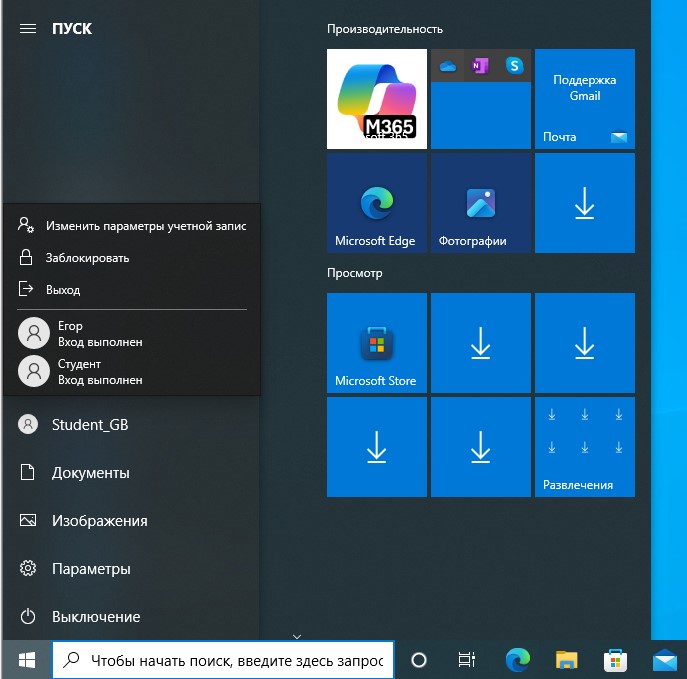 ПУСК
Изменить параметры учетной запис
Заблокировать
Выход
Егор
Вход выполнен
Студент
Вход выполнен
Student_GB
Документы
Изображения
Параметры
Выключение
Производительность
M365
Поддержка
Gmail
Почта
Microsoft Edge
Фотографии
Просмотр
Microsoft Store
Развлечения
Чтобы начать поиск, введите здесь запрос